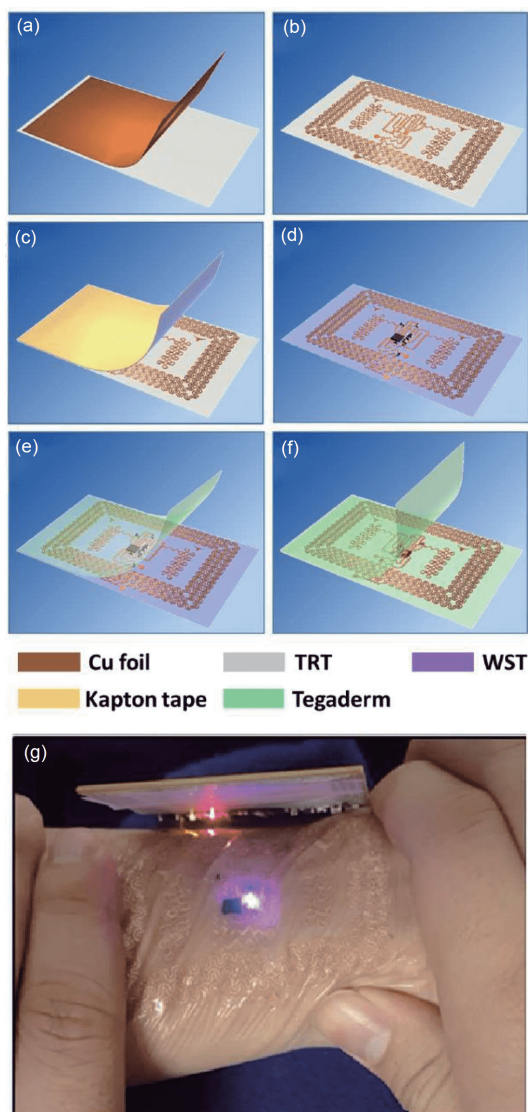 (a)
(b)
(c)
(d)
(e)
(f)
Cu foil
TRT
WST
Kapton tape
Tegaderm
(g)